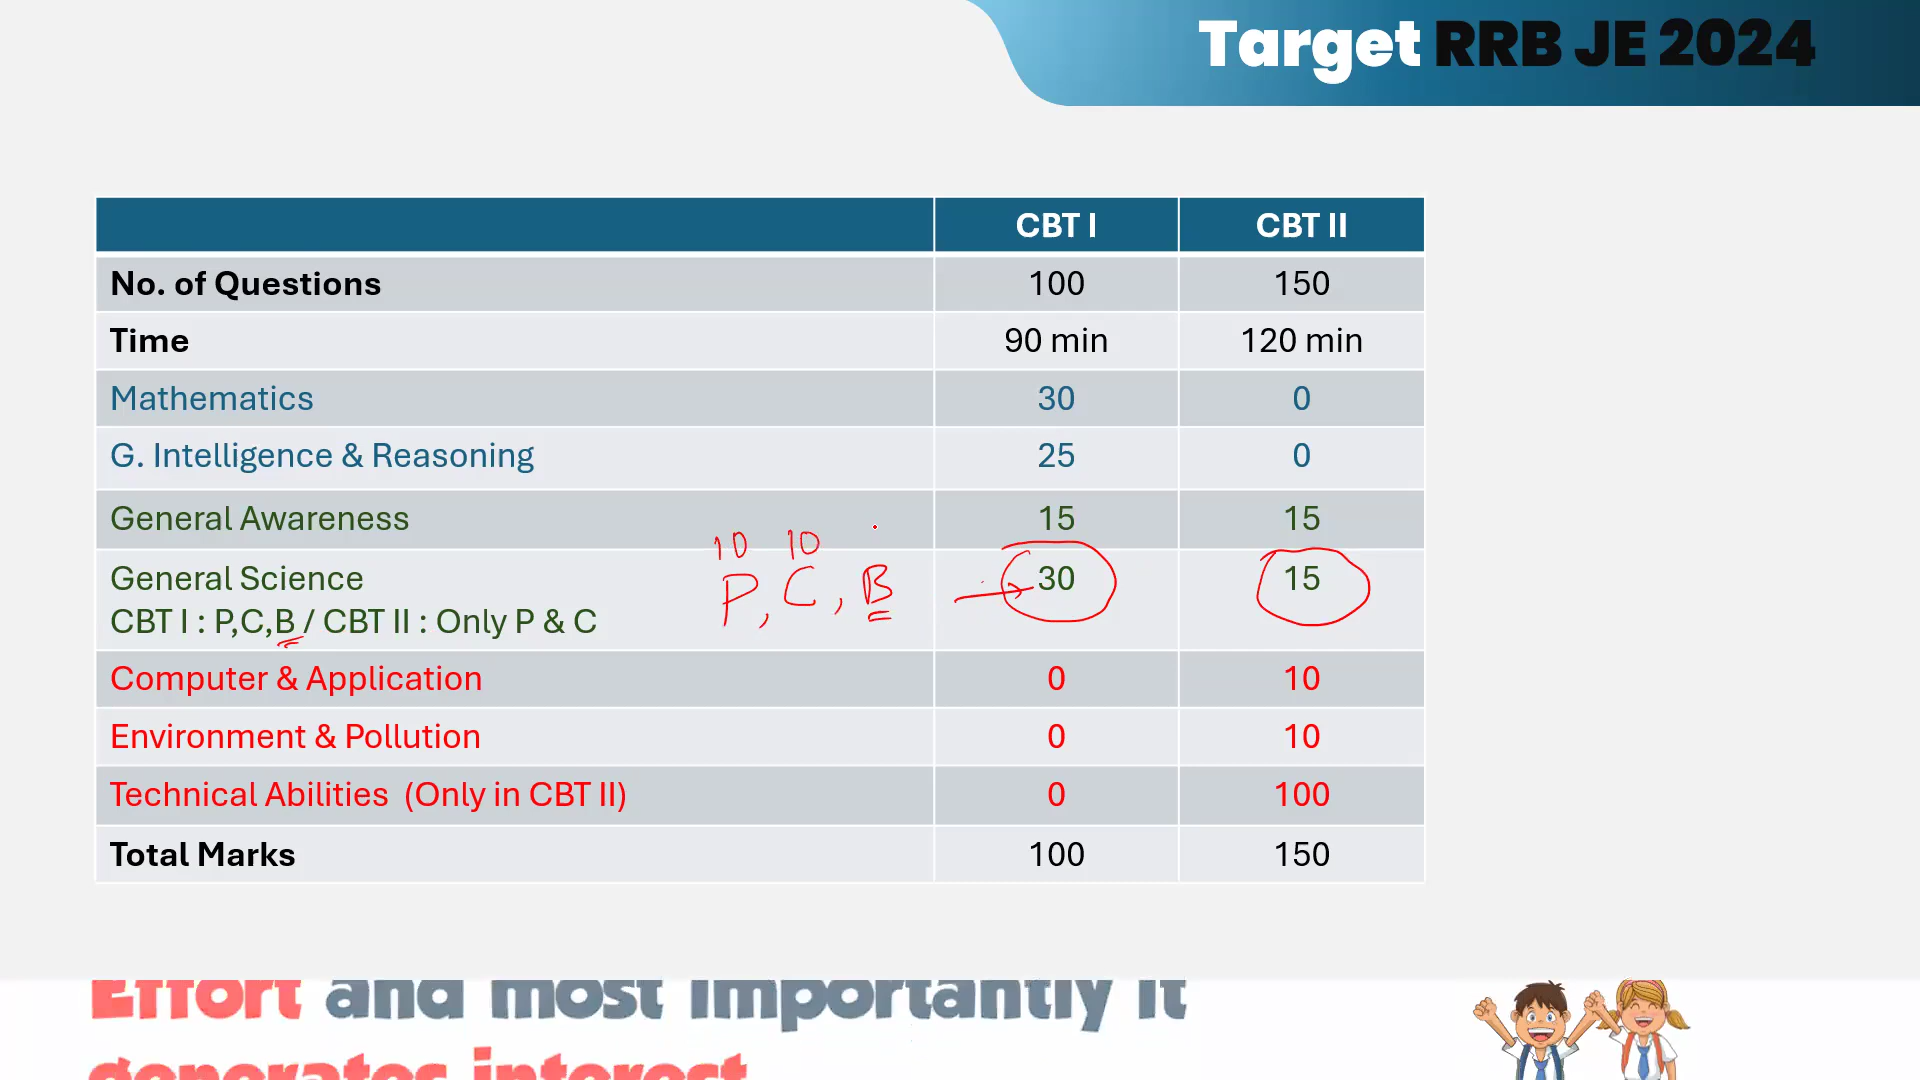 Target RRB JE 2024
CBT I CBT II
No. of Questions 100 150
Time 90 min 120 min
Mathematics 30 0
G. Intelligence & Reasoning 25 0
General Awareness 15 15
10 10
General Science 30 15
P, C, B
CBT I : P,C,B / CBT II : Only P & C
Computer & Application 0 10
Environment & Pollution 0 10
Technical Abilities (Only in CBT II) 0 100
Total Marks 100 150
Effort and most importantly it
generates interest